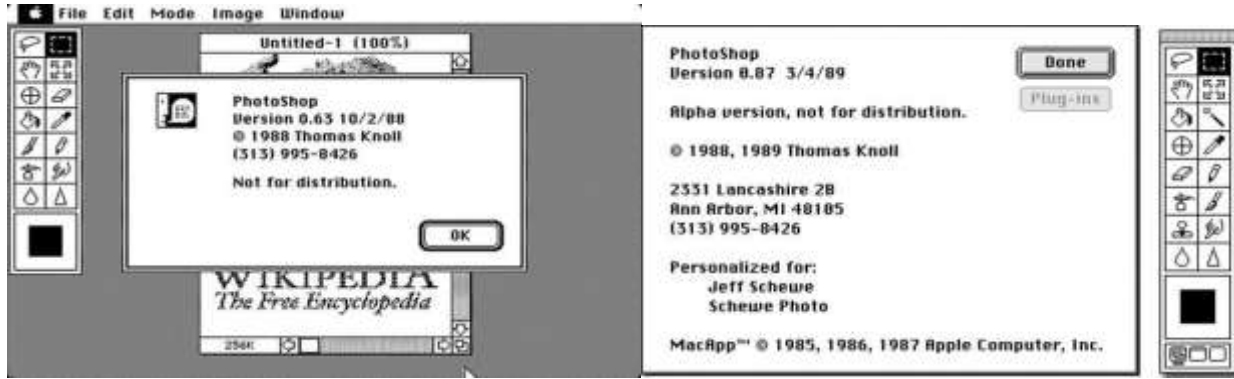 File Edit Mode Image Window
Untitled-1 (100%)
PhotoShop
Version 0.63 10/2/88
© 1988 Thomas Knoll
(313) 995-8426
Not for distribution.
OK
WIKIPEDIA
The Free Encyclopedia
256K
PhotoShop
Version 0.87 3/4/89
Done
Plug-ins
Alpha version, not for distribution.
© 1988, 1989 Thomas Knoll
2331 Lancashire 2B
Ann Arbor, MI 48105
(313) 995-8426
Personalized for:
Jeff Schewe
Schewe Photo
MacApp™ © 1985, 1986, 1987 Apple Computer, Inc.